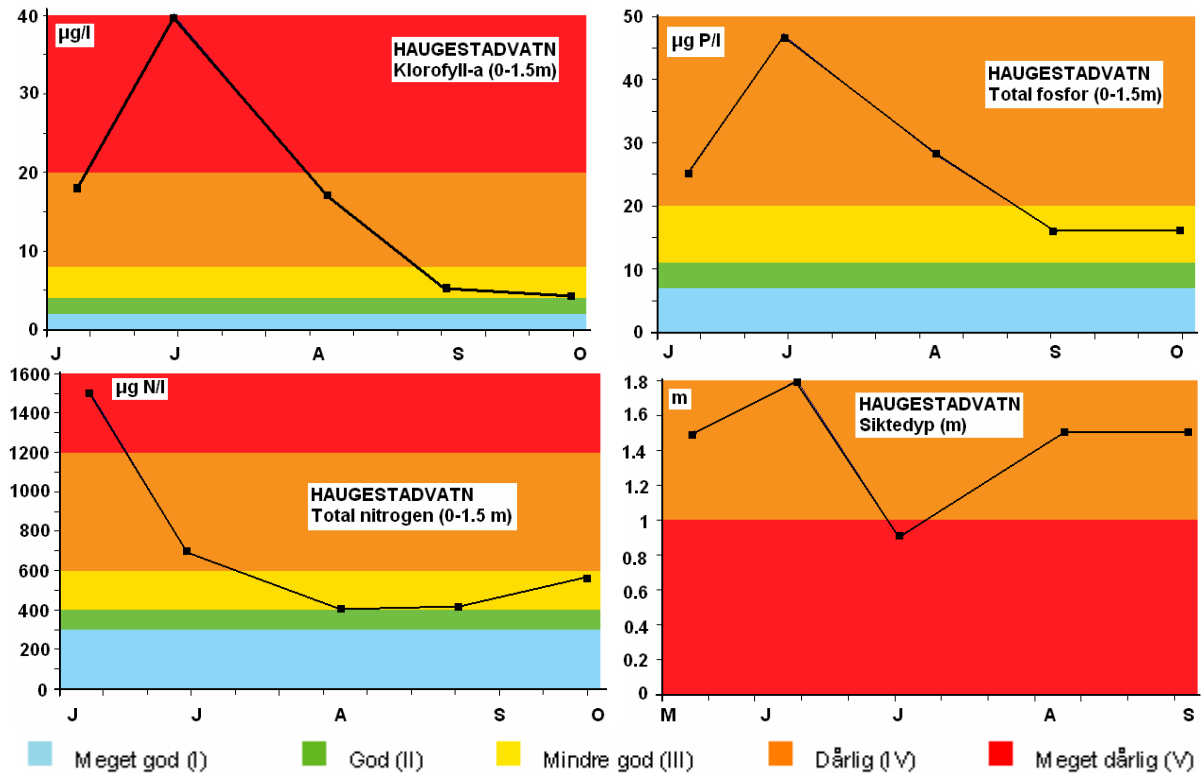 µg/l
HAUGESTADVATN
Klorofyll-a (0-1.5m)
40
30
20
10
0
J J A S O
µg P/l
HAUGESTADVATN
Total fosfor (0-1.5m)
50
40
30
20
10
0
J J A S O
µg N/l
HAUGESTADVATN
Total nitrogen (0-1.5 m)
1600
1400
1200
1000
800
600
400
200
0
J J A S O
m
HAUGESTADVATN
Siktedyp (m)
1.8
1.6
1.4
1.2
1
0.8
0.6
0.4
0.2
0
M J J A S
Meget god (I) God (II) Mindre god (III) Dårlig (IV) Meget dårlig (V)